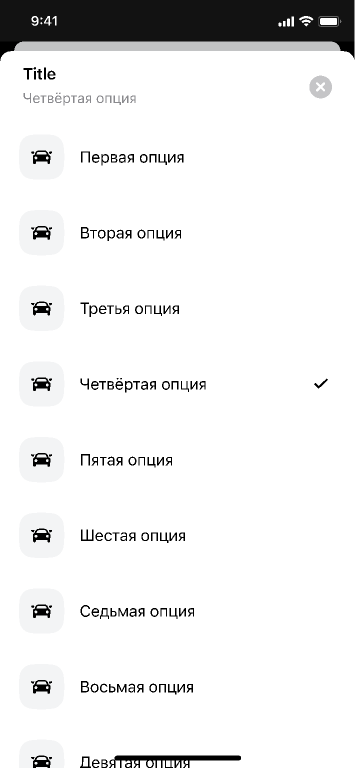 9:41
Title
Четвёртая опция
Первая опция
Вторая опция
Третья опция
Четвёртая опция
Пятая опция
Шестая опция
Седьмая опция
Восьмая опция
Девятая опция